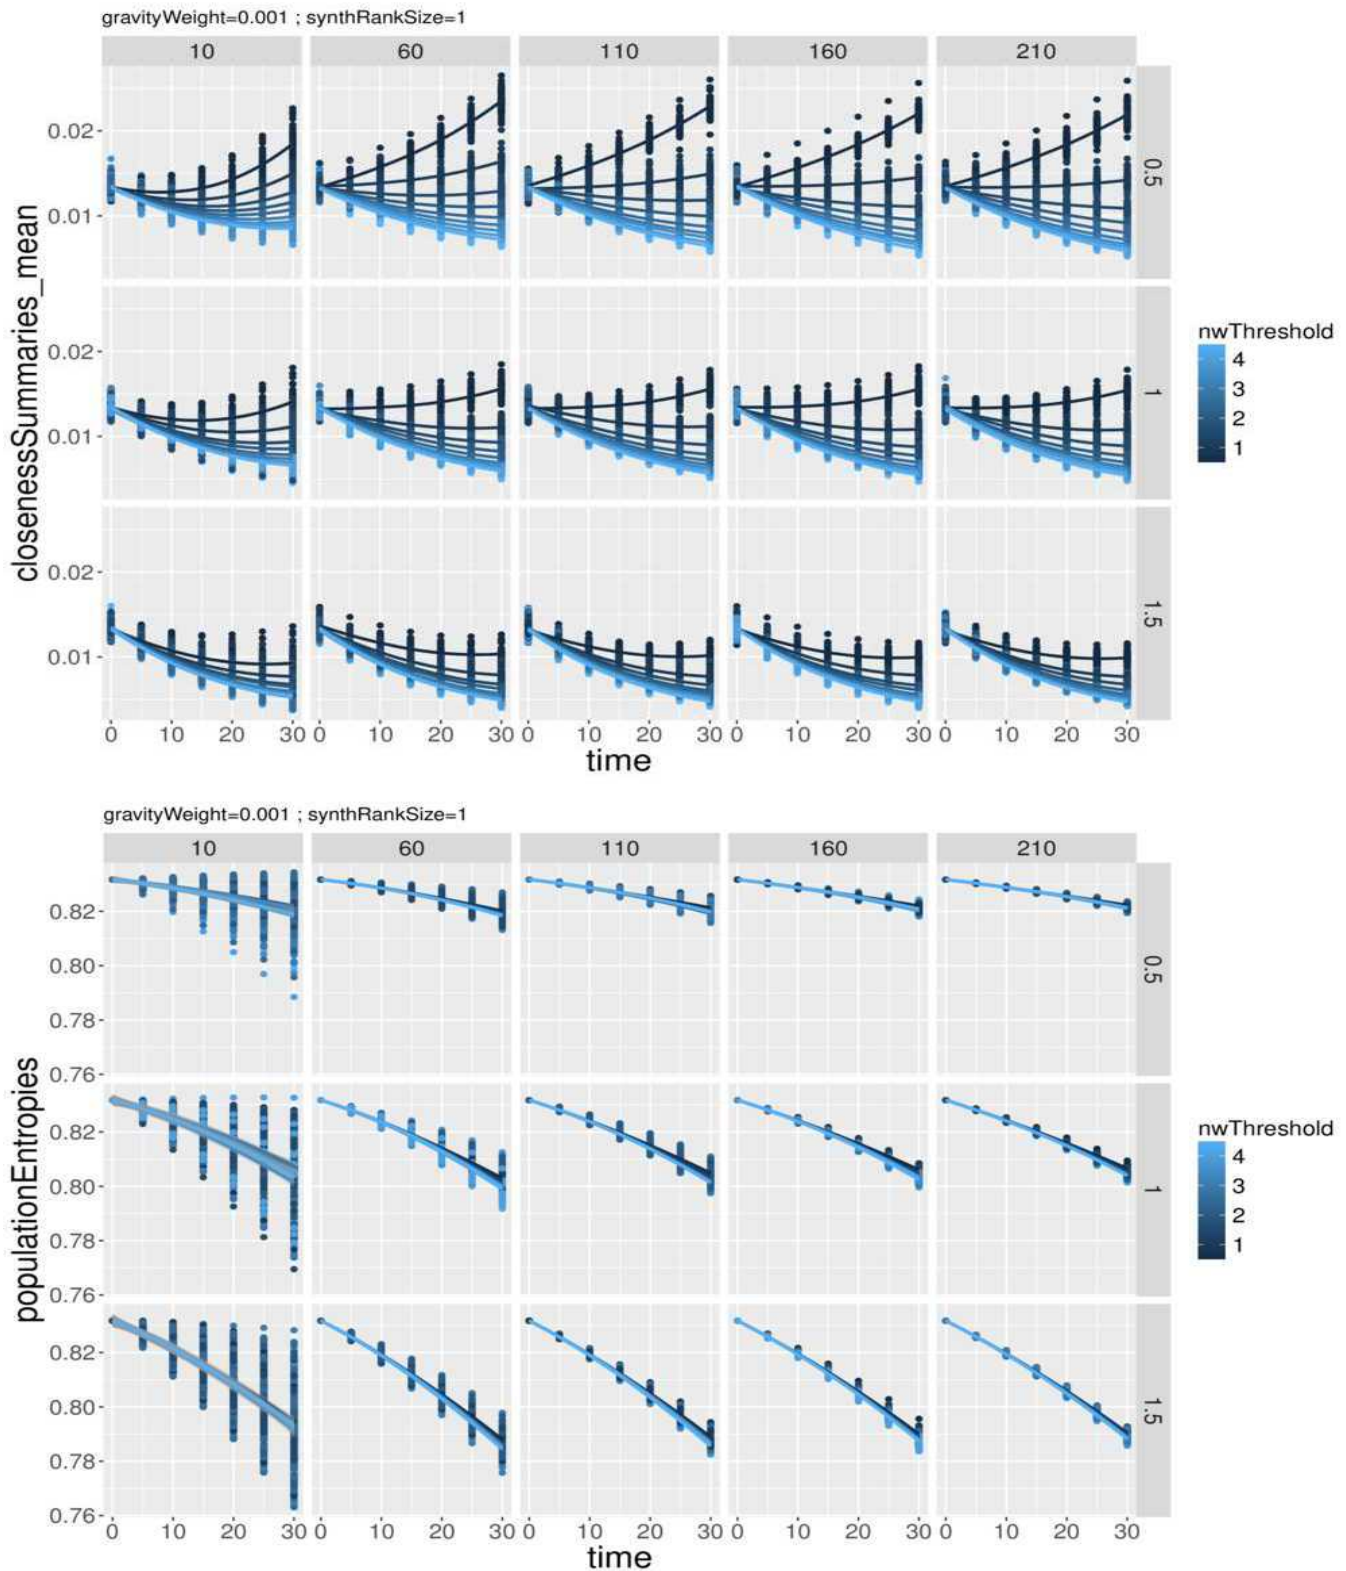 gravityWeight=0.001 ; synthRankSize=1
10 60 110 160 210
closenessSummaries_mean
0.02
0.01
0.5
0.02
0.01
1
0.02
0.01
1.5
0 10 20 30 0 10 20 30 0 10 20 30 0 10 20 30 0 10 20 30
time
nwThreshold
4
3
2
1
gravityWeight=0.001 ; synthRankSize=1
10 60 110 160 210
populationEntropies
0.82
0.80
0.78
0.76
0.5
0.82
0.80
0.78
0.76
1
0.82
0.80
0.78
0.76
1.5
0 10 20 30 0 10 20 30 0 10 20 30 0 10 20 30 0 10 20 30
time
nwThreshold
4
3
2
1